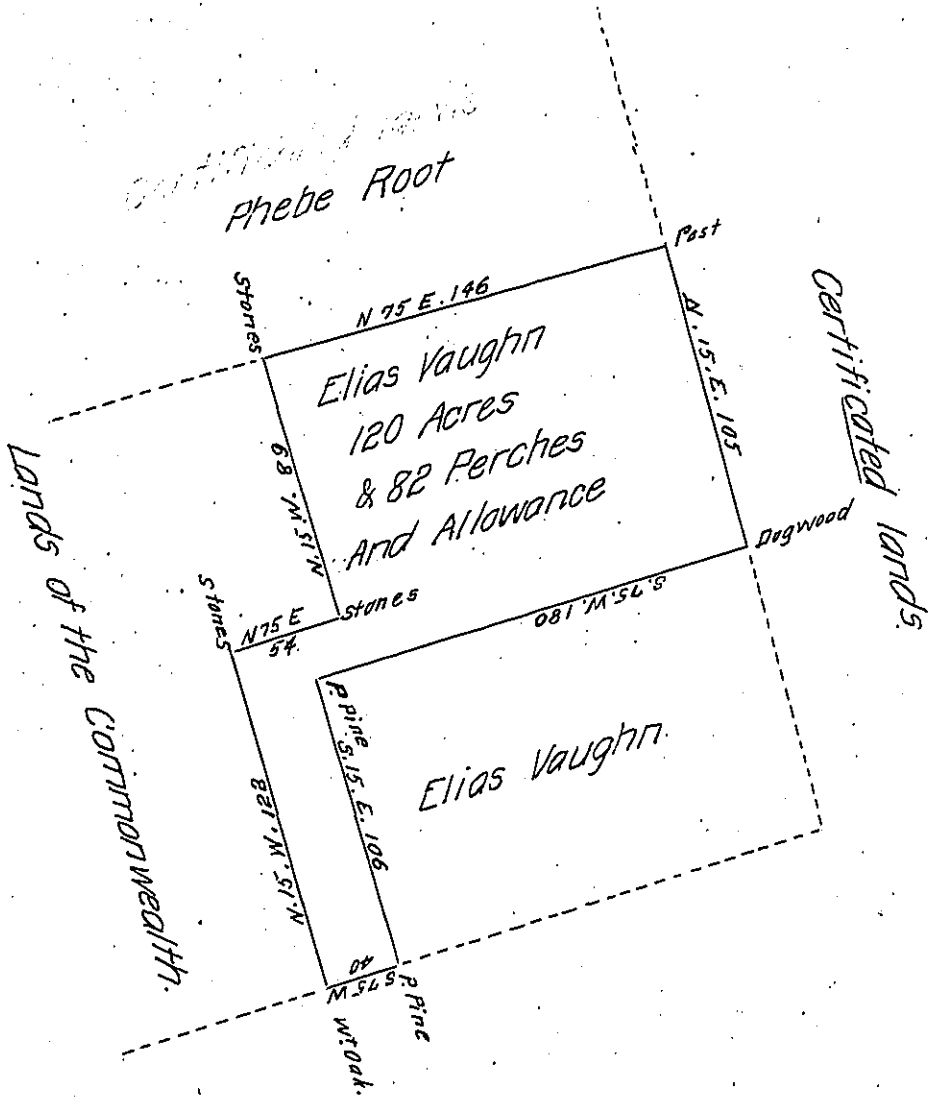 Phebe Root
Post
Stones
N 75 E. 146
N. 15. E. 105
Certificated lands.
Elias Vaughn
120 Acres
& 82 Perches
And Allowance
N. 15. W. 89
Dogwood
Stones
S. 75. W. 180
Stones
N 75 E
54.
Lands of the Commonwealth.
P. pine
S. 15. E. 106
Elias Vaughn
N. 15. W. 128
S 75 W
40
P. Pine
Wt Oak.